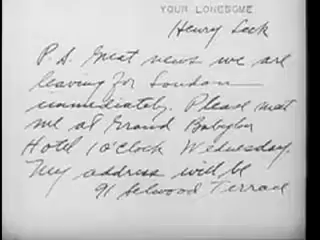 YOUR LONESOME
Henry Leek
P.S. Great news we are
leaving for London
immediately. Please meet
me at Grand Babylon
Hotel 1 o'clock Wednesday.
My address will be
91 Selwood Terrace